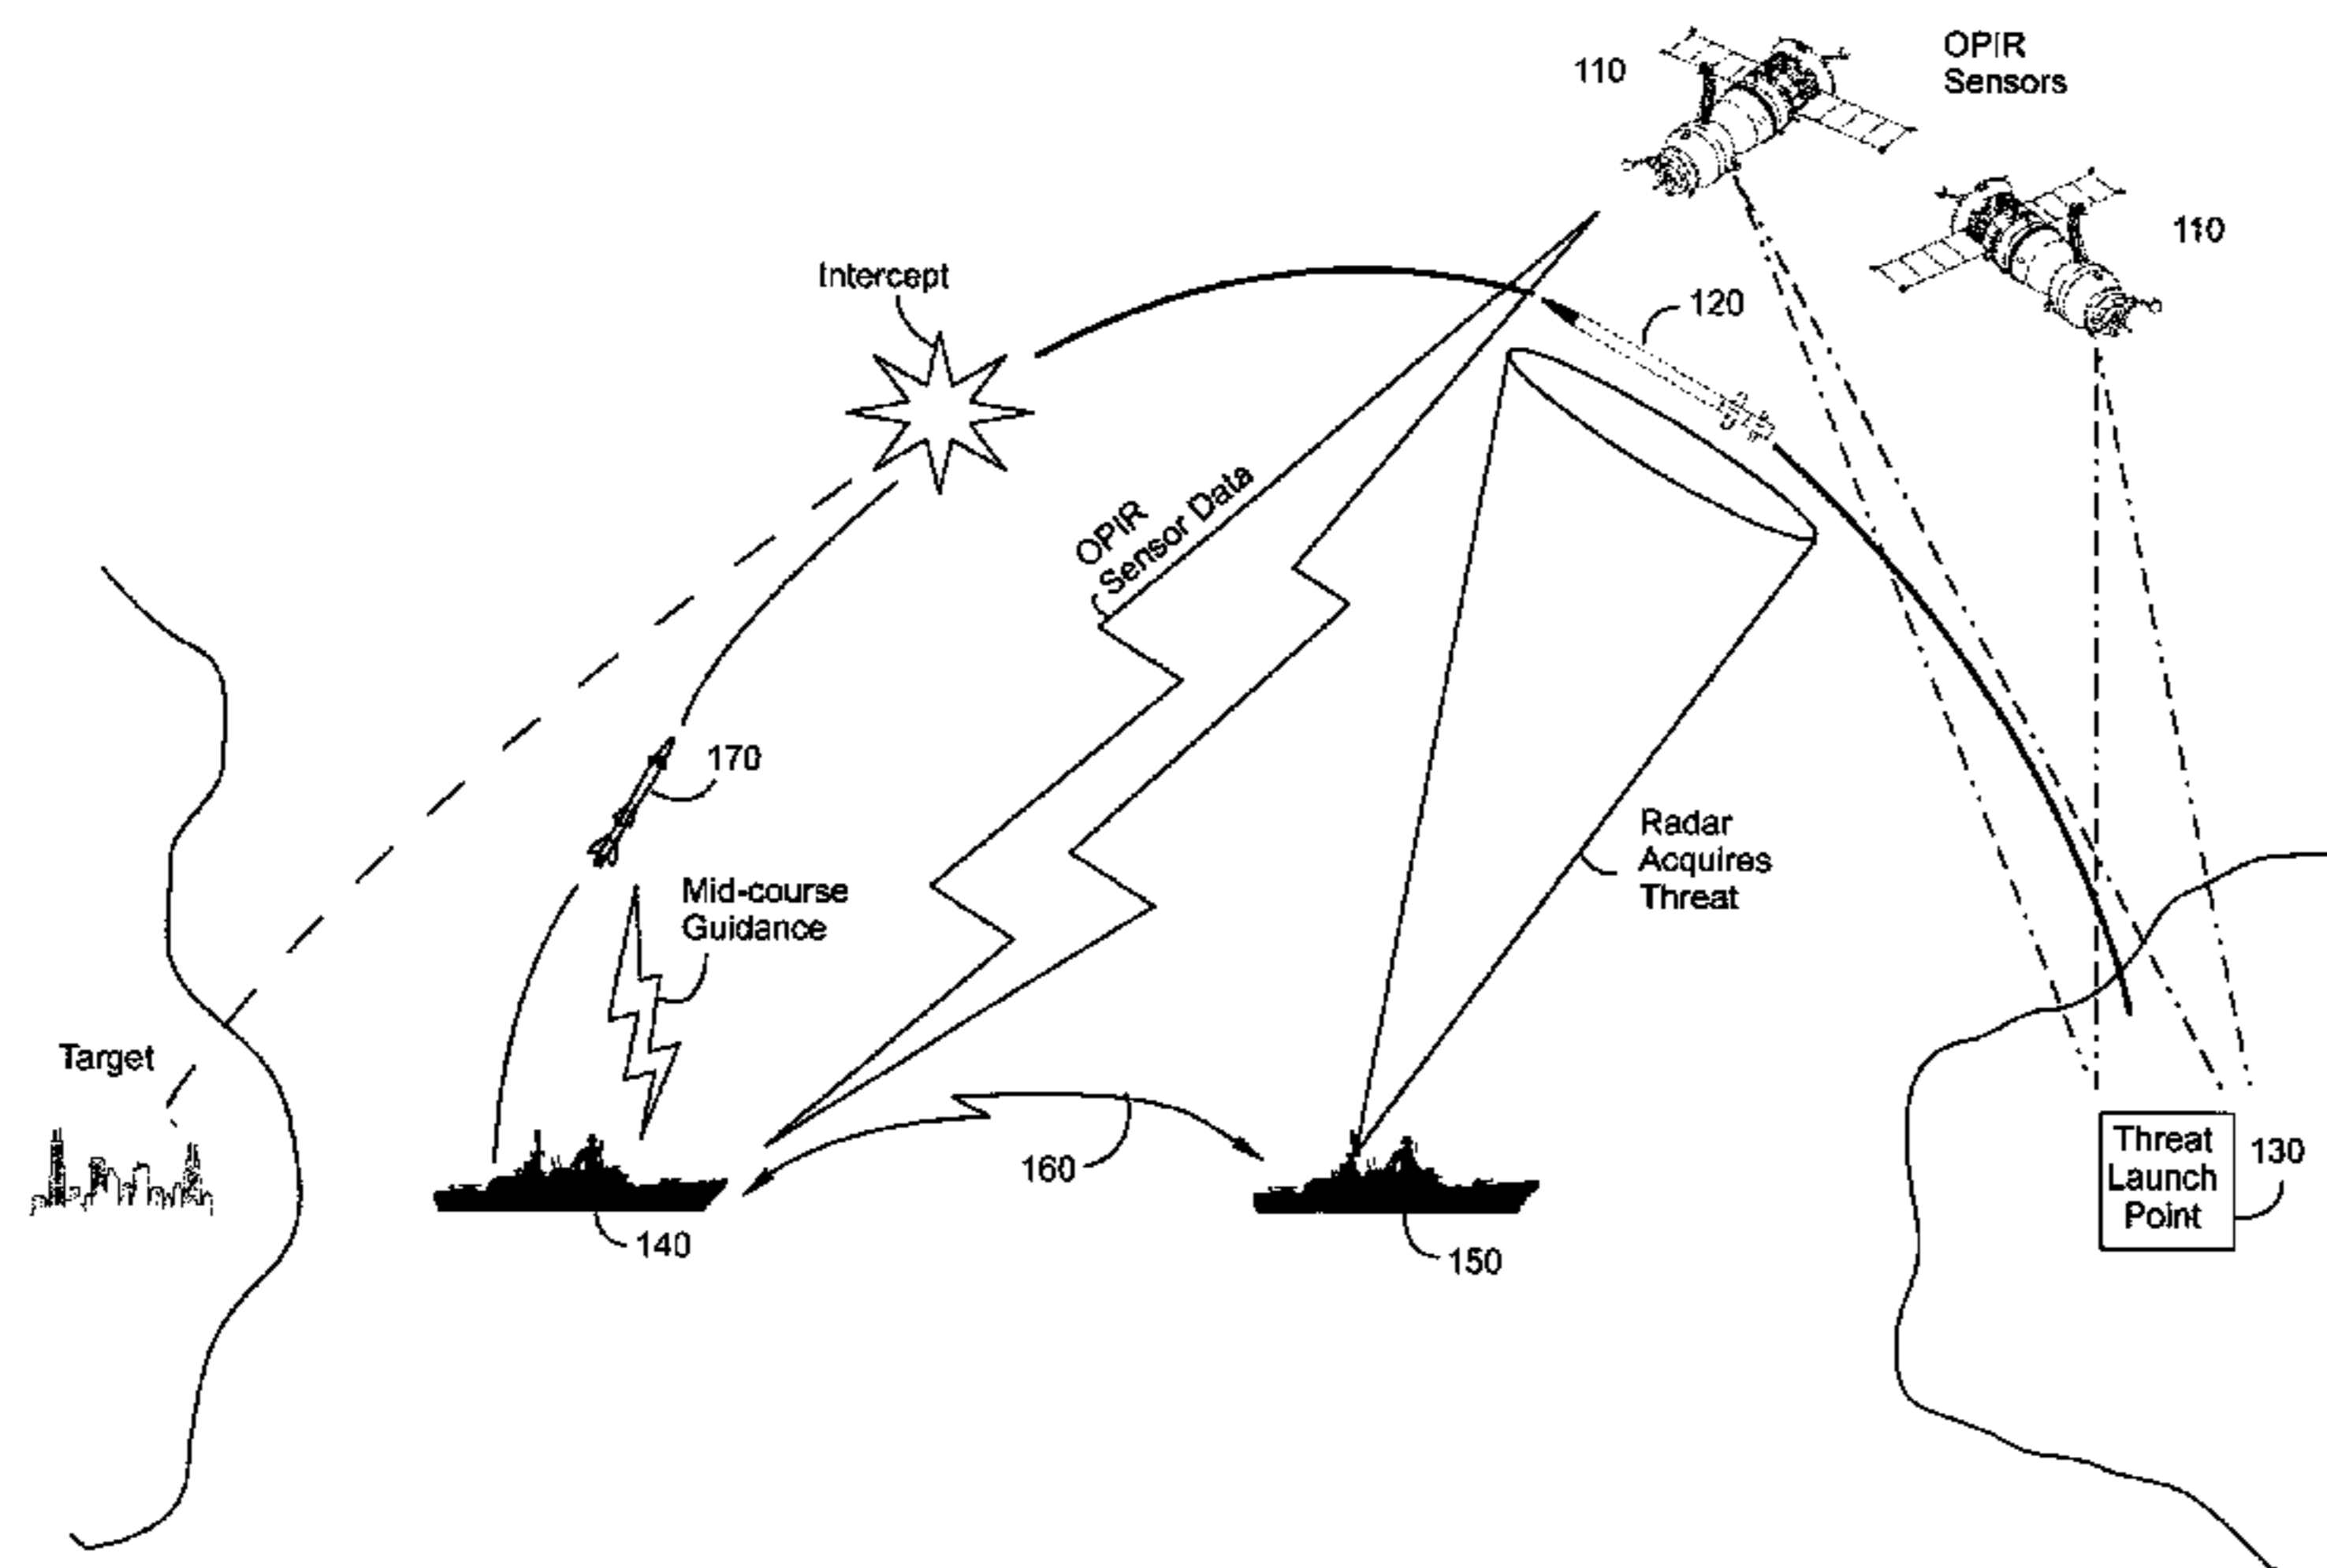 110
OPIR
Sensors
110
Intercept
120
OPIR
Sensor Data
170
Mid-course
Guidance
Radar
Acquires
Threat
Target
160
140
150
Threat
Launch
Point
130